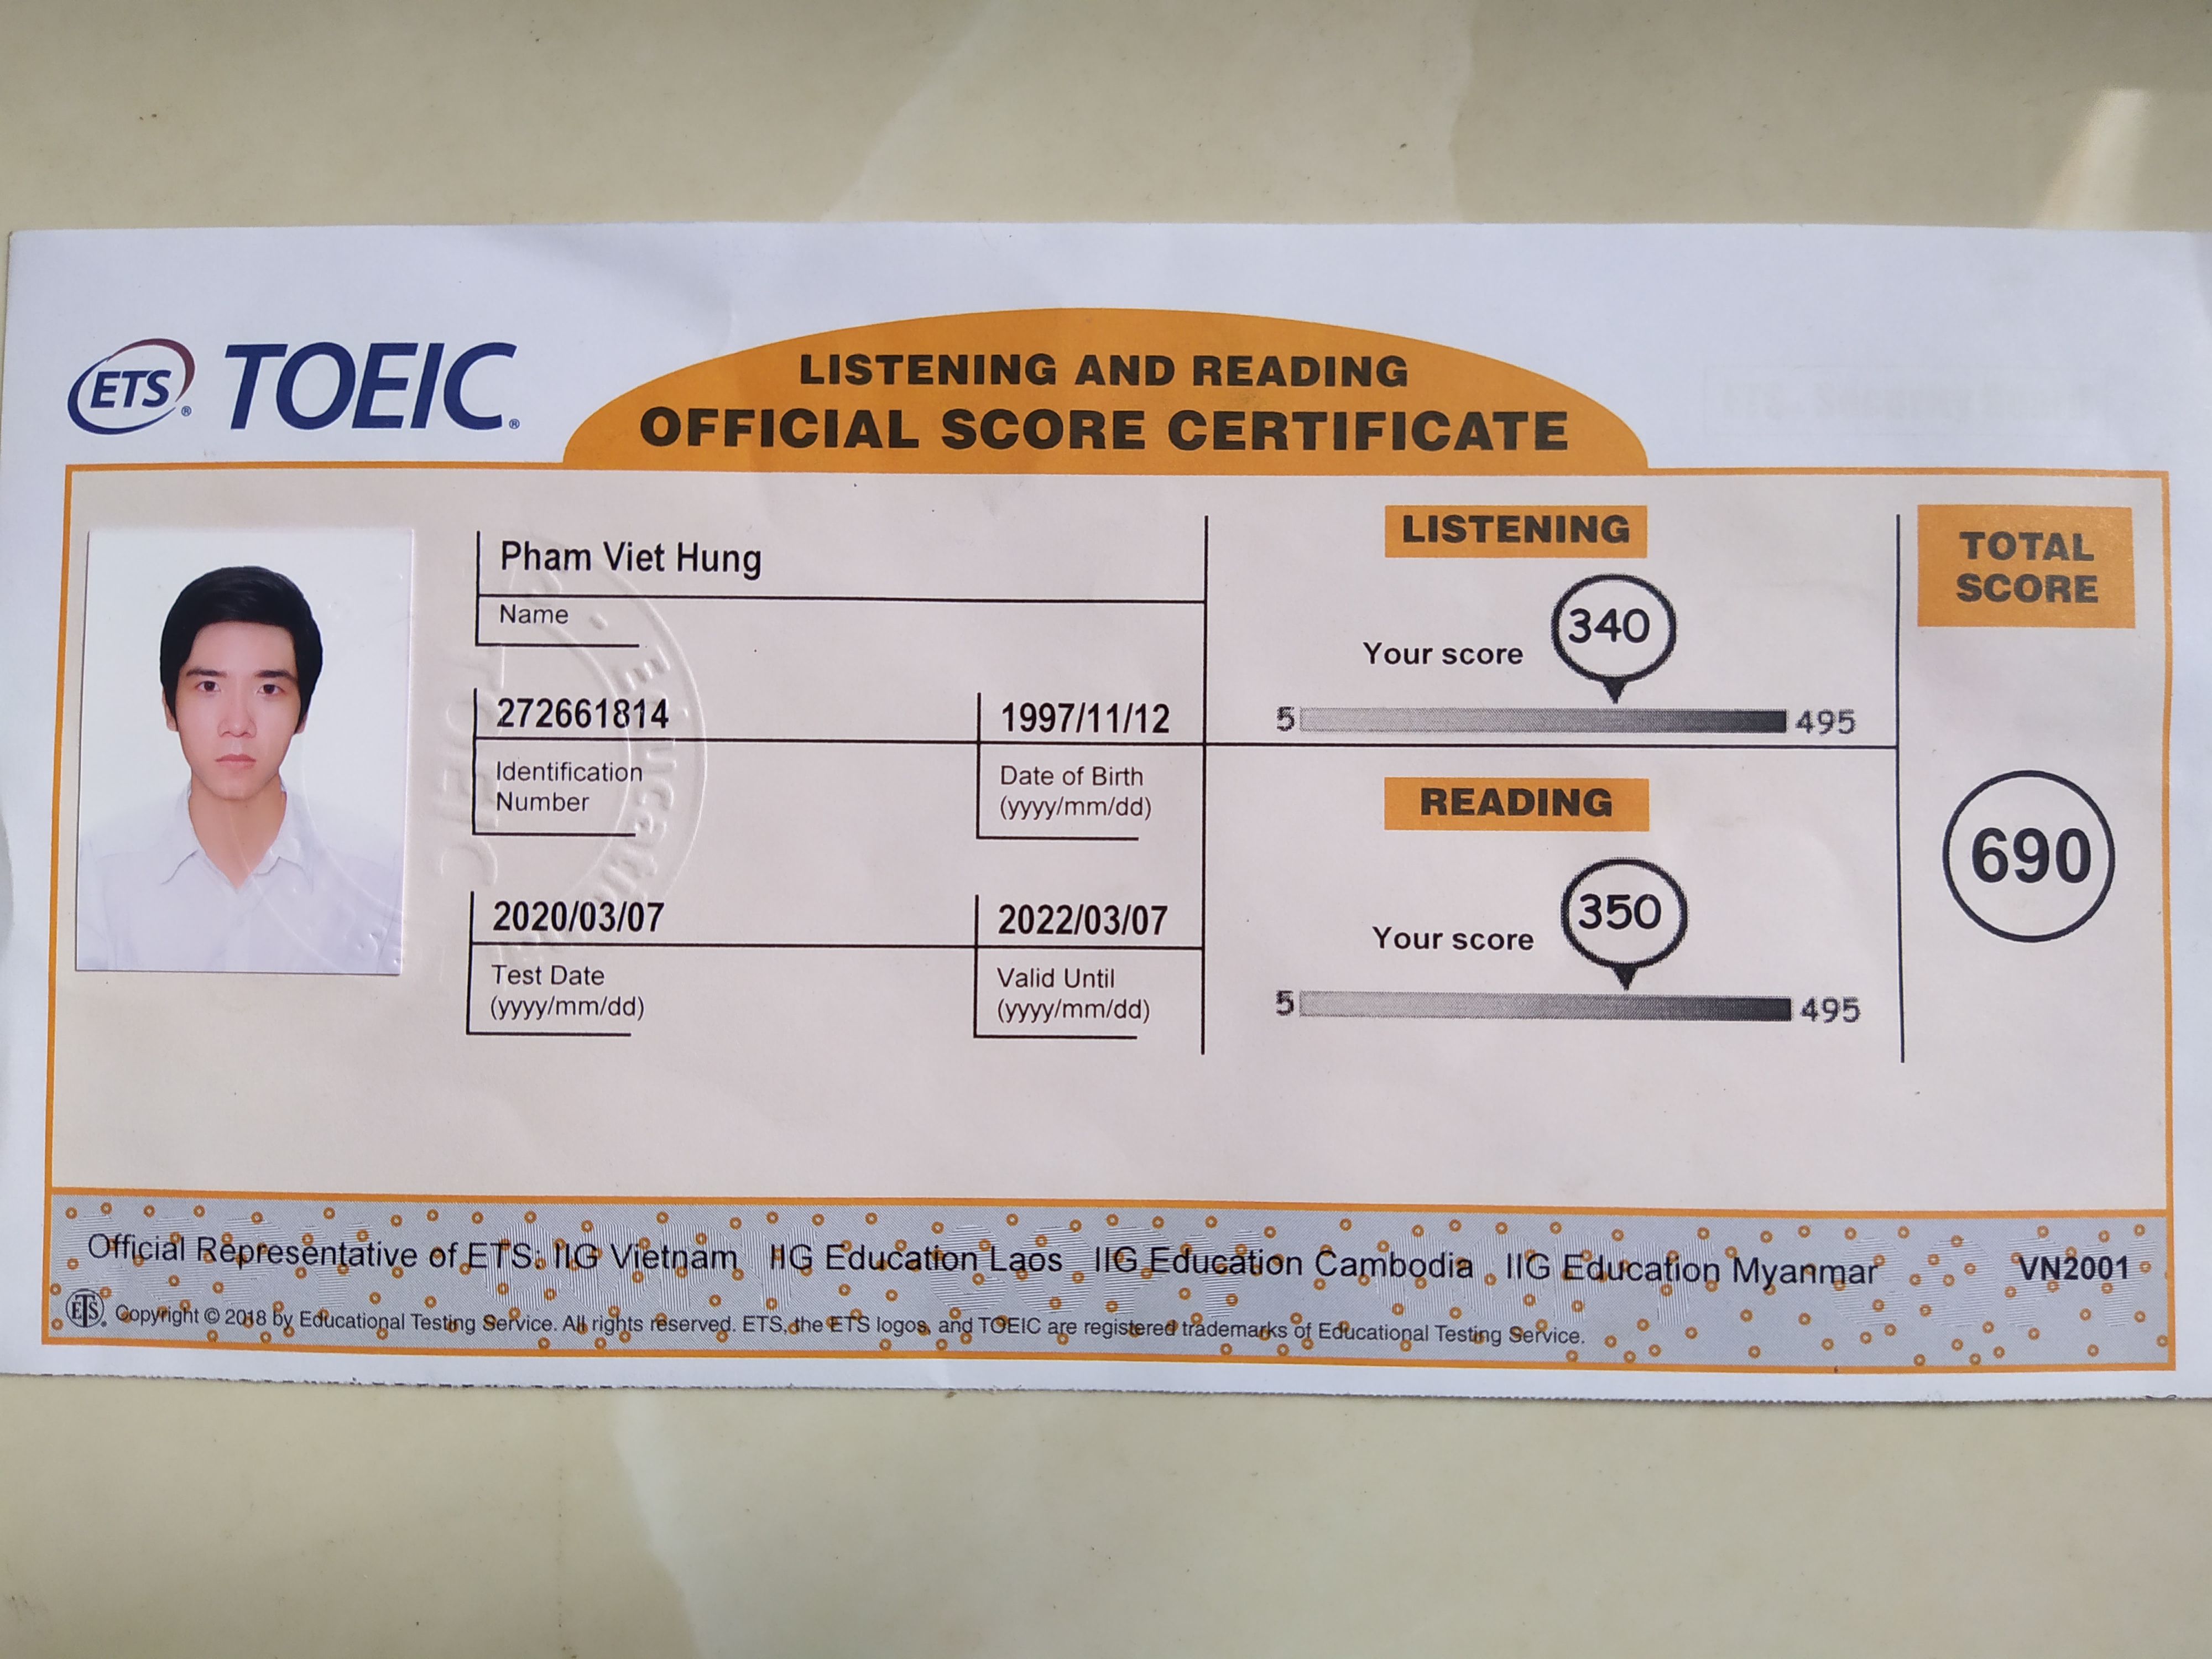 ETS® TOEIC®
LISTENING AND READING
OFFICIAL SCORE CERTIFICATE
Pham Viet Hung
Name
272661814
Identification
Number
1997/11/12
Date of Birth
(yyyy/mm/dd)
2020/03/07
Test Date
(yyyy/mm/dd)
2022/03/07
Valid Until
(yyyy/mm/dd)
LISTENING
Your score 340
5 495
READING
Your score 350
5 495
TOTAL
SCORE
690
Official Representative of ETS: IIG Vietnam IIG Education Laos IIG Education Cambodia IIG Education Myanmar VN2001
ETS® Copyright © 2018 by Educational Testing Service. All rights reserved. ETS, the ETS logos, and TOEIC are registered trademarks of Educational Testing Service.